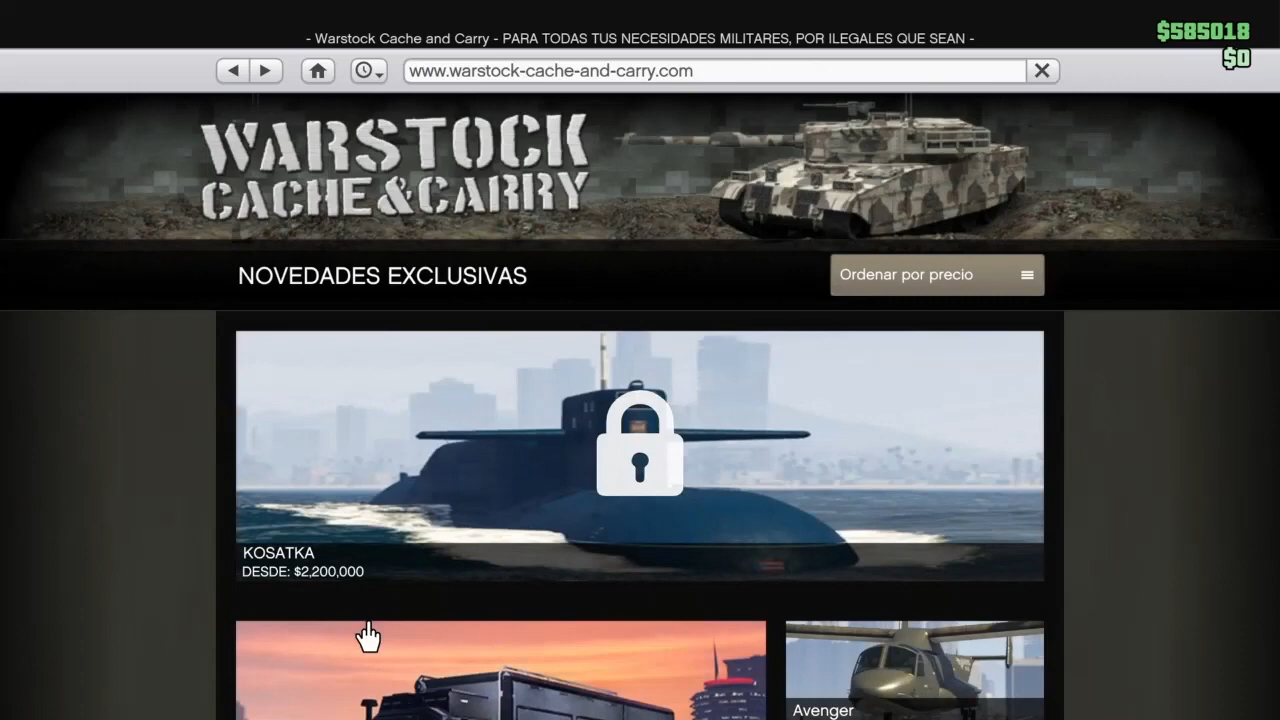 - Warstock Cache and Carry - PARA TODAS TUS NECESIDADES MILITARES, POR ILEGALES QUE SEAN -
$585018
$0
www.warstock-cache-and-carry.com
WARSTOCK
CACHE&CARRY
NOVEDADES EXCLUSIVAS
Ordenar por precio
KOSATKA
DESDE: $2,200,000
Avenger